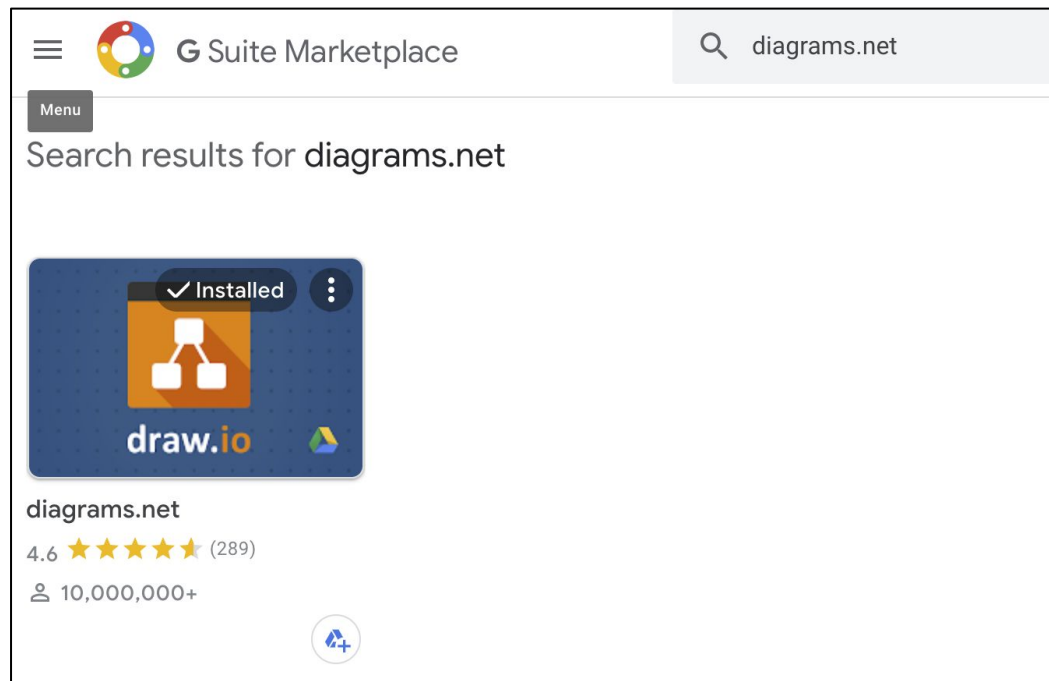 G Suite Marketplace
diagrams.net
Menu
Search results for diagrams.net
Installed
draw.io
diagrams.net
4.6 (289)
10,000,000+